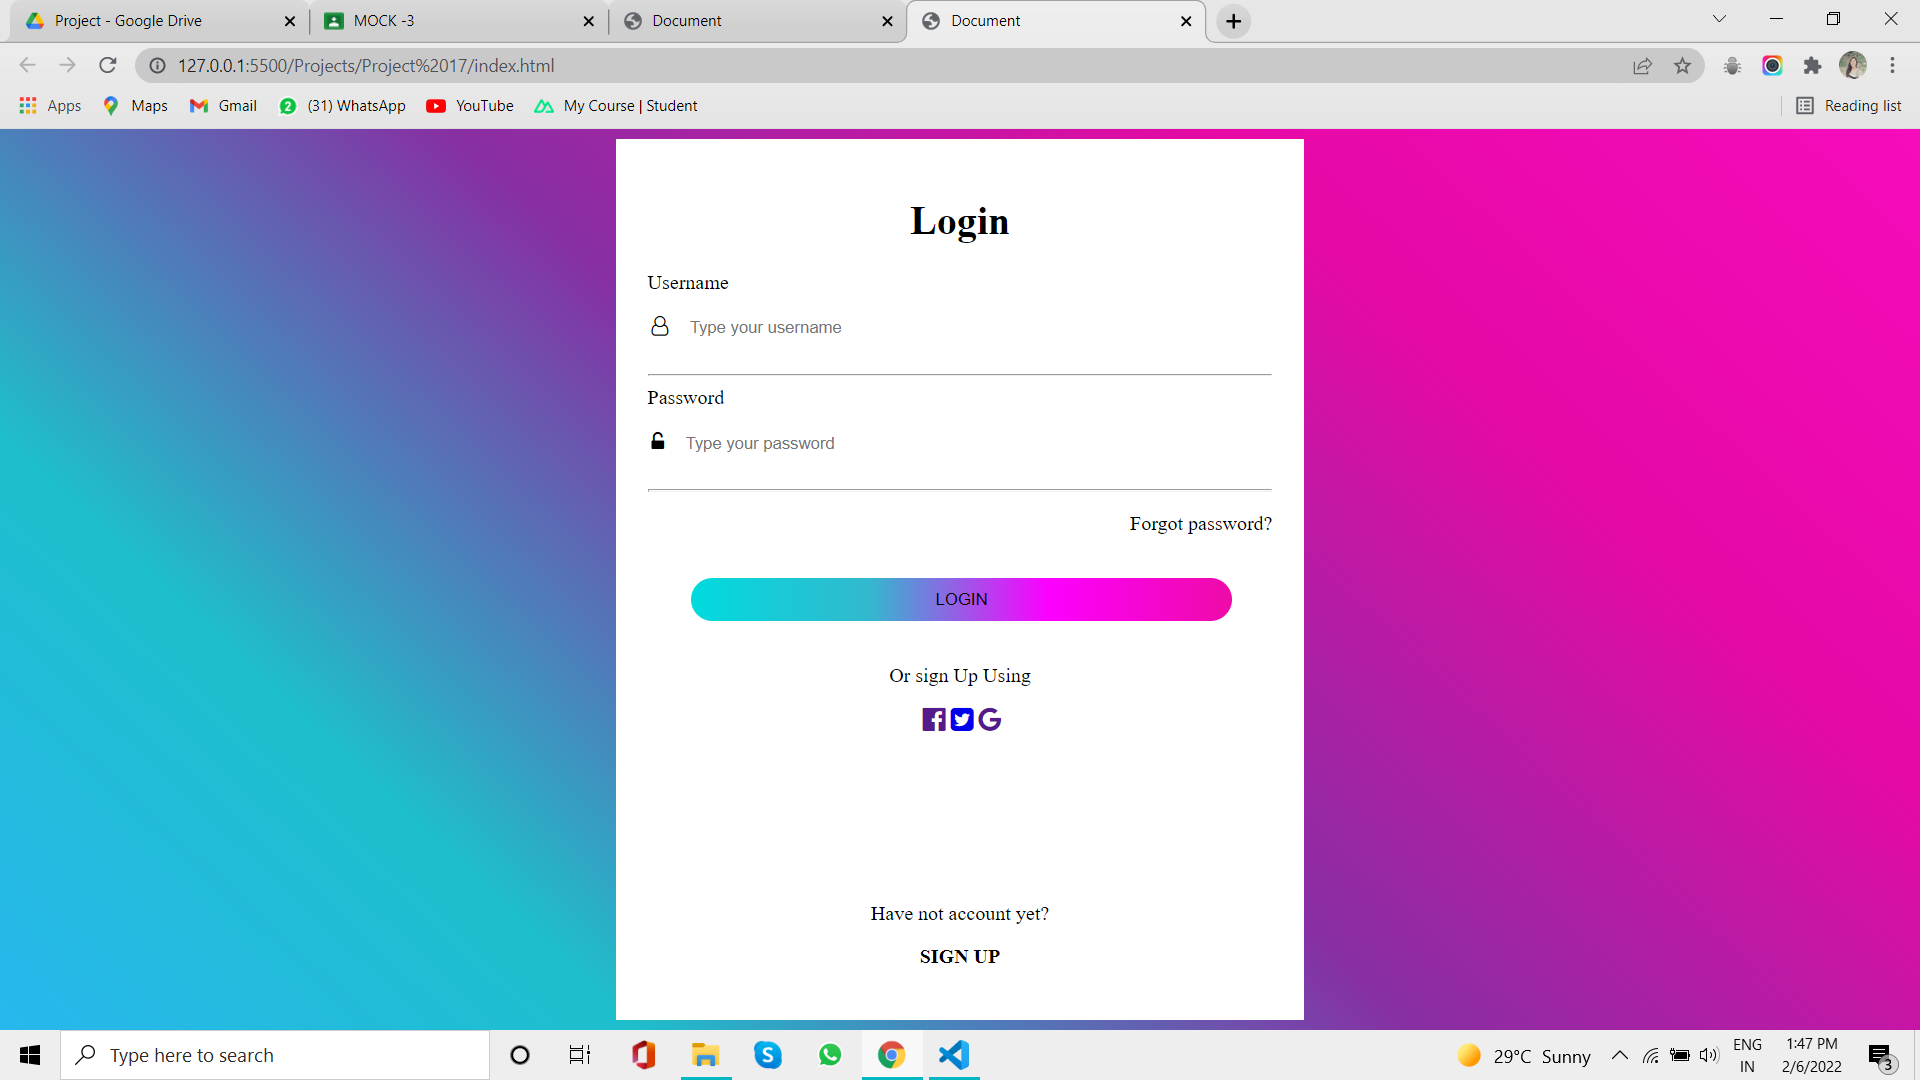 Project - Google Drive
MOCK -3
Document
Document
127.0.0.1:5500/Projects/Project%2017/index.html
Apps
Maps
Gmail
2
(31) WhatsApp
YouTube
My Course | Student
Reading list
Login
Username
Type your username
Password
Type your password
Forgot password?
LOGIN
Or sign Up Using
Have not account yet?
SIGN UP
Type here to search
29°C Sunny
ENG
IN
1:47 PM
2/6/2022
3